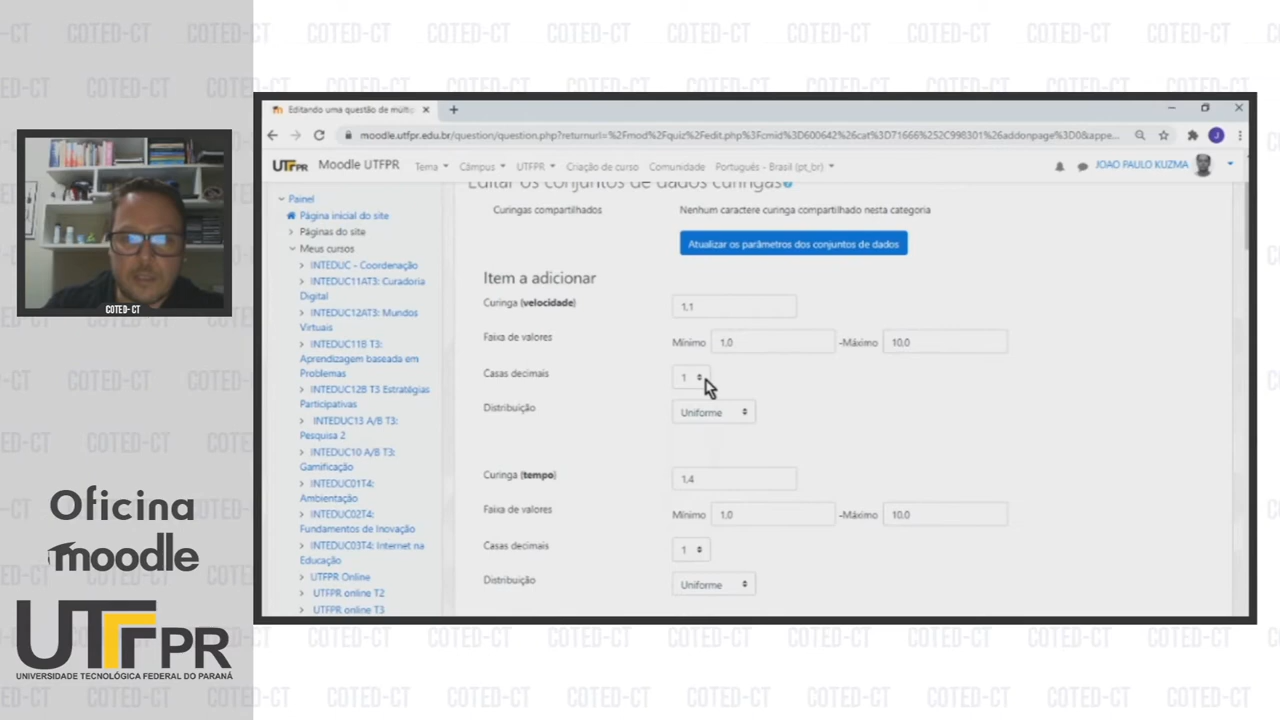 COTED-CT
Oficina
moodle
UTFPR
UNIVERSIDADE TECNOLÓGICA FEDERAL DO PARANÁ
Editando uma questão de múltip
moodle.utfpr.edu.br/question/question.php?returnurl=%2Fmod%2Fquiz%2Fedit.php%3Fcmid%3D600642%26cat%3D71666%252C998301%26addonpage%3D0&appe...
UTFPR Moodle UTFPR Tema Câmpus UTFPR Criação de curso Comunidade Português - Brasil (pt_br) JOAO PAULO KUZMA
Painel
Página inicial do site
Páginas do site
Meus cursos
INTEDUC - Coordenação
INTEDUC11AT3: Curadoria
Digital
INTEDUC12AT3: Mundos
Virtuais
INTEDUC11B T3:
Aprendizagem baseada em
Problemas
INTEDUC12B T3 Estratégias
Participativas
INTEDUC13 A/B T3:
Pesquisa 2
INTEDUC10 A/B T3:
Gamificação
INTEDUC01T4:
Ambientação
INTEDUC02T4:
Fundamentos de Inovação
INTEDUC03T4: Internet na
Educação
UTFPR Online
UTFPR online T2
UTFPR online T3
Editar os conjuntos de dados curingas
Curingas compartilhados Nenhum caractere curinga compartilhado nesta categoria
Atualizar os parâmetros dos conjuntos de dados
Item a adicionar
Curinga (velocidade) 1,1
Faixa de valores Mínimo 1.0 -Máximo 10.0
Casas decimais 1
Distribuição Uniforme
Curinga (tempo) 1,4
Faixa de valores Mínimo 1.0 -Máximo 10.0
Casas decimais 1
Distribuição Uniforme